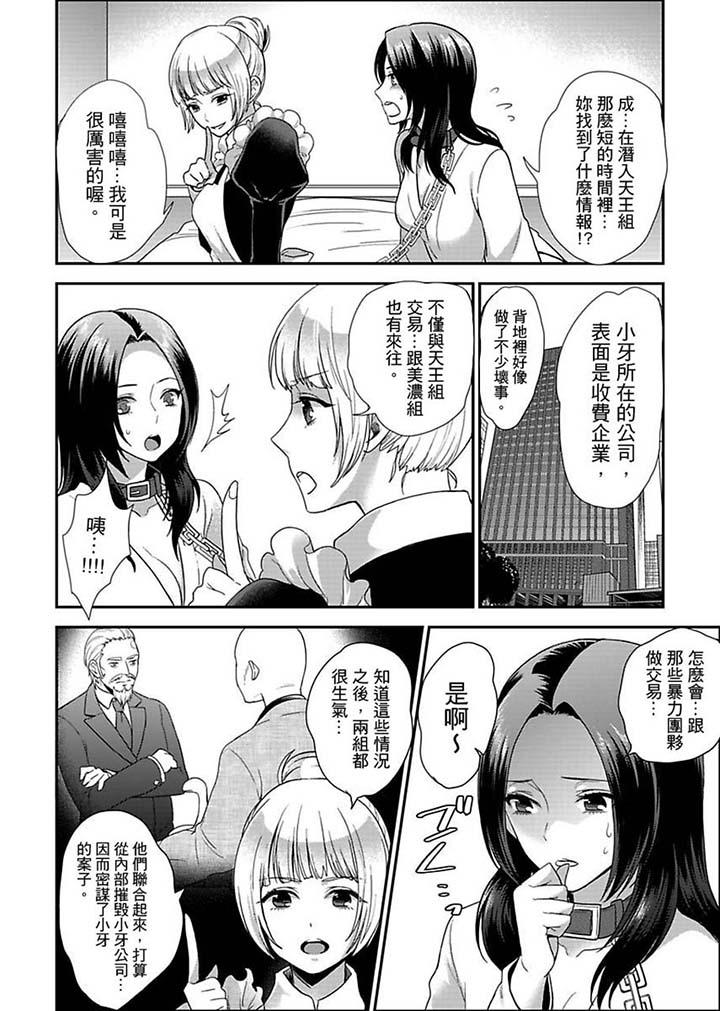 成…在潛入天王組
那麼短的時間裡…
妳找到了什麼情報!?
嘻嘻嘻…我可是
很厲害的喔。
小牙所在的公司，
表面是收費企業，
背地裡好像
做了不少壞事。
不僅與天王組
交易…跟美濃組
也有來往。
咦…!!!!
怎麼會…跟
那些暴力團夥
做交易…
是啊～
知道這些情況
之後，兩組都
很生氣…
他們聯合起來，打算
從內部摧毀小牙公司…
因而密謀了小牙
的案子。